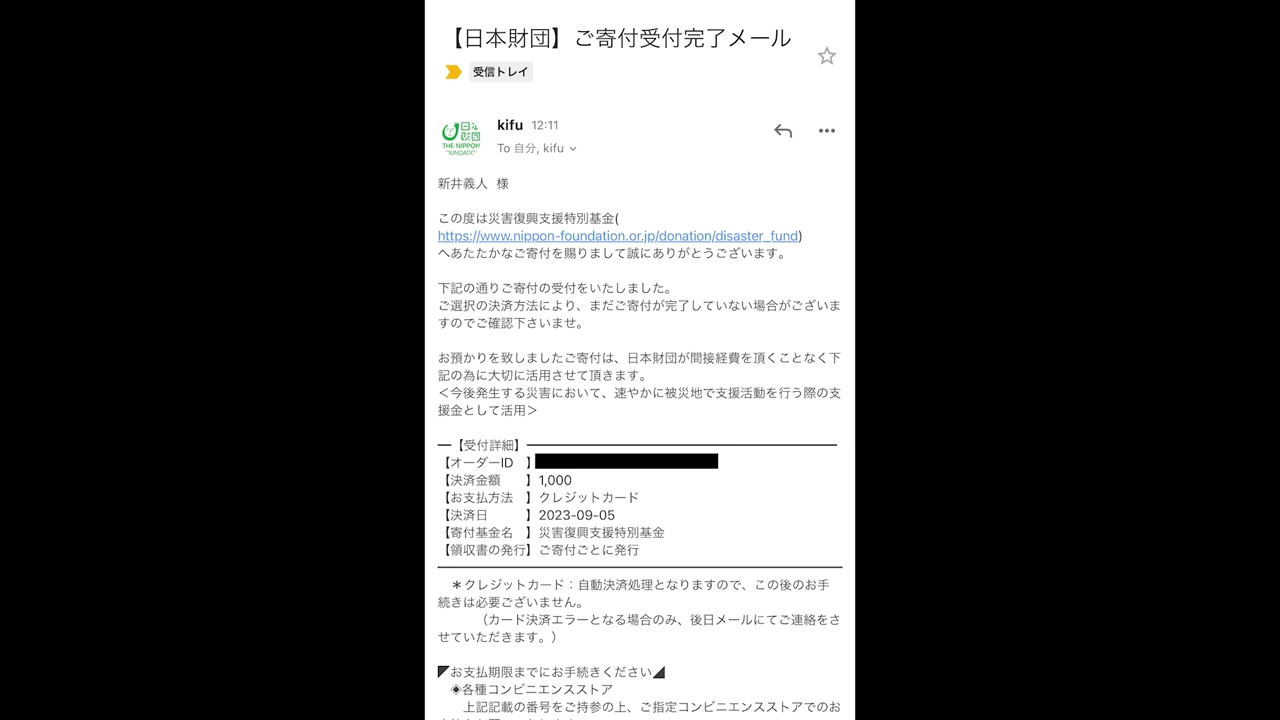 【日本財団】ご寄付受付完了メール
受信トレイ
日本財団
THE NIPPON
FOUNDATION
kifu 12:11
To 自分, kifu
新井義人 様
この度は災害復興支援特別基金(
https://www.nippon-foundation.or.jp/donation/disaster_fund)
へあたたかなご寄付を賜りまして誠にありがとうございます。
下記の通りご寄付の受付をいたしました。
ご選択の決済方法により、まだご寄付が完了していない場合がございま
すのでご確認下さいませ。
お預かりを致しましたご寄付は、日本財団が間接経費を頂くことなく下
記の為に大切に活用させて頂きます。
＜今後発生する災害において、速やかに被災地で支援活動を行う際の支
援金として活用＞
━【受付詳細】━━━━━━━━━━━━━━━━━━
【オーダーID 】
【決済金額 】1,000
【お支払方法 】クレジットカード
【決済日 】2023-09-05
【寄付基金名 】災害復興支援特別基金
【領収書の発行】ご寄付ごとに発行
＊クレジットカード：自動決済処理となりますので、この後のお手
続きは必要ございません。
（カード決済エラーとなる場合のみ、後日メールにてご連絡をさ
せていただきます。）
◤お支払期限までにお手続きください◢
◈各種コンビニエンスストア
上記記載の番号をご持参の上、ご指定コンビニエンスストアでのお